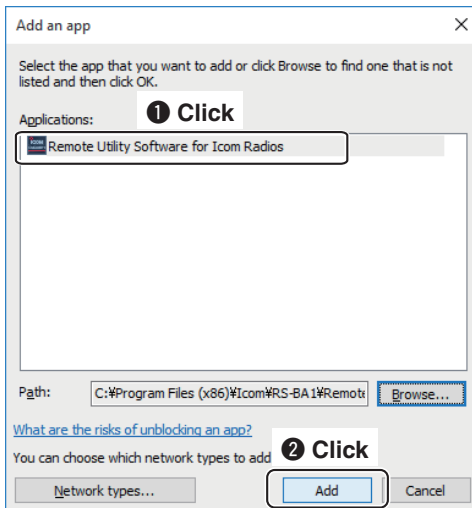 Add an app
Select the app that you want to add or click Browse to find one that is not
listed and then click OK.
Applications:
❶ Click
Remote Utility Software for Icom Radios
Path:
C:¥Program Files (x86)¥Icom¥RS-BA1¥Remote
Browse...
What are the risks of unblocking an app?
You can choose which network types to add
❷ Click
Network types...
Add
Cancel